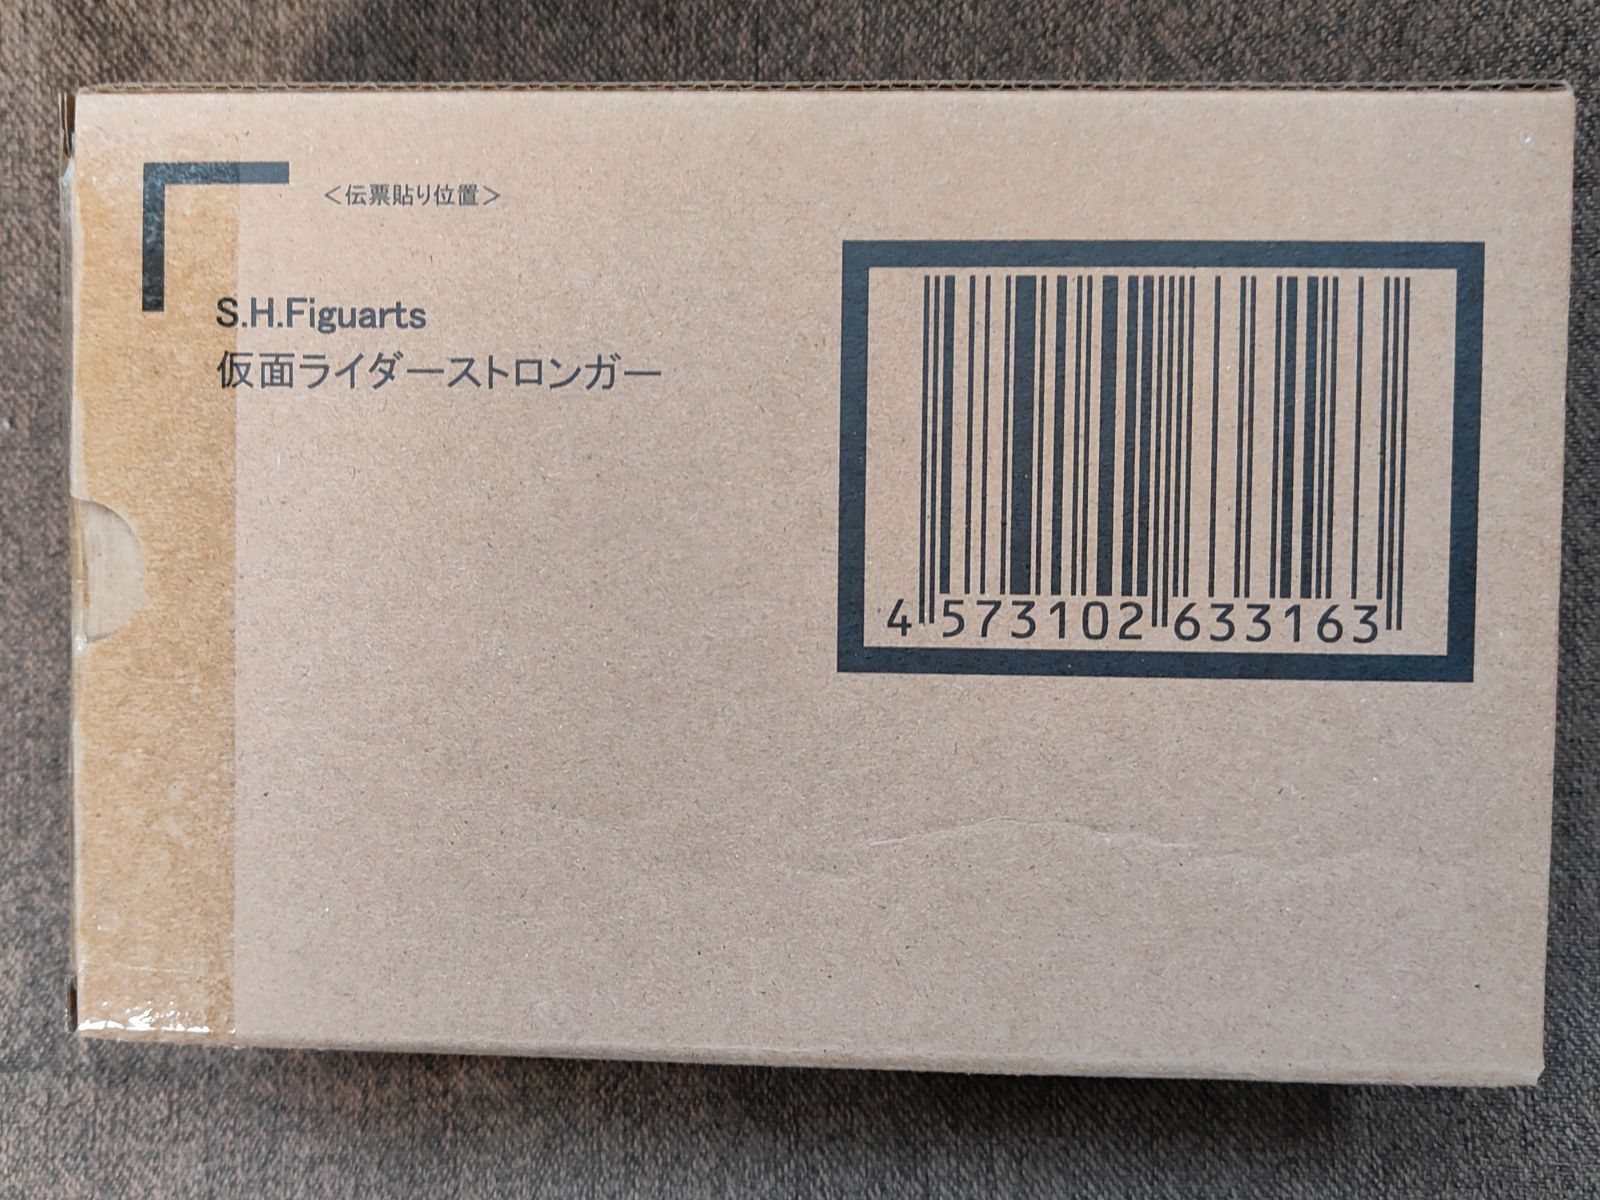 ＜伝票貼り位置＞
S.H.Figuarts
仮面ライダーストロンガー
4 573102 633163